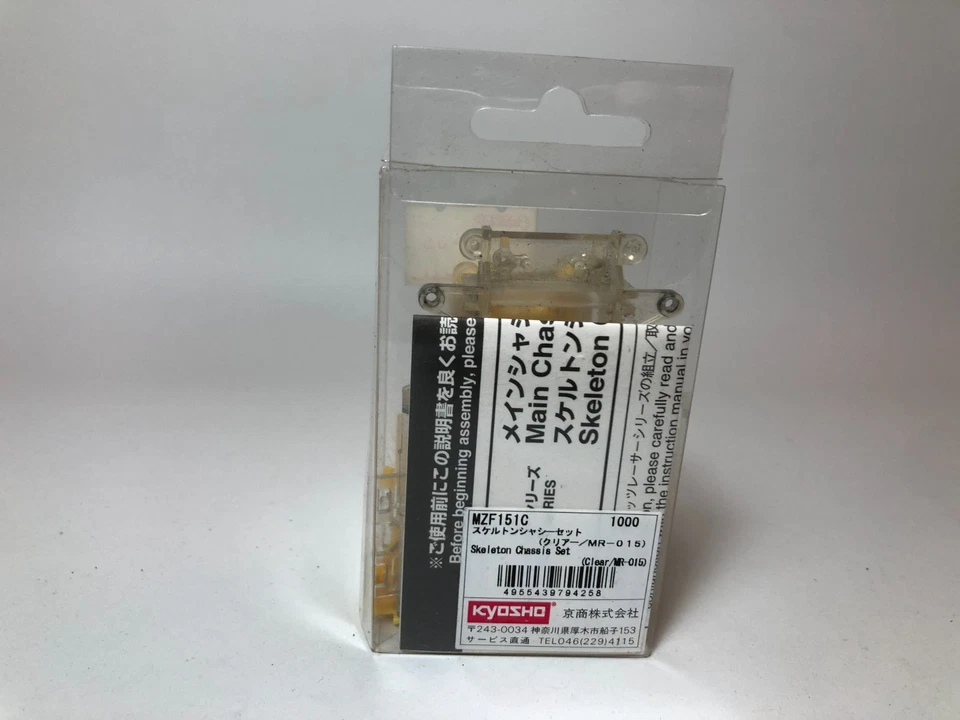 ※ご使用前にこの説明書を良くお読
Before beginning assembly, please
メインシャシ
Main Chas
スケルトンシ
Skeleton
リーズ
RIES
ッツレーサーシリーズの組立／取
n, please carefully read and
the instruction manual in yo
MZF151C 1000
スケルトンシャシーセット
(クリアー／MR－015)
Skeleton Chassis Set
(Clear/MR-015)
4955439794258
KYOSHO 京商株式会社
〒243-0034 神奈川県厚木市船子153
サービス直通 TEL046(229)4115